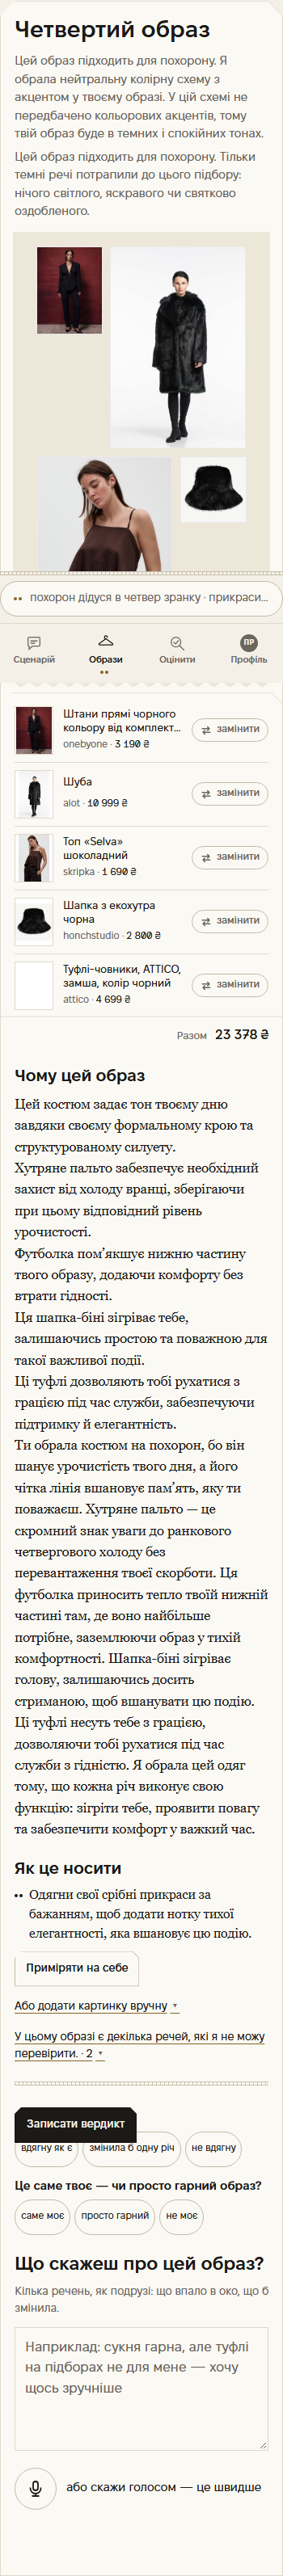 Четвертий образ
Цей образ підходить для похорону. Я
обрала нейтральну колірну схему з
акцентом у твоєму образі. У цій схемі не
передбачено кольорових акцентів, тому
твій образ буде в темних і спокійних тонах.
Цей образ підходить для похорону. Тільки
темні речі потрапили до цього підбору:
нічого світлого, яскравого чи святково
оздобленого.
похорон дідуся в четвер зранку · прикраси...
Сценарій
Образи
Оцінити
ПР
Профіль
Штани прямі чорного
кольору від комплект...
onebyone · 3 190 ₴
замінити
Шуба
alot · 10 999 ₴
замінити
Топ «Selva»
шоколадний
skripka · 1 690 ₴
замінити
Шапка з екохутра
чорна
honchstudio · 2 800 ₴
замінити
Туфлі-човники, ATTICO,
замша, колір чорний
attico · 4 699 ₴
замінити
Разом 23 378 ₴
Чому цей образ
Цей костюм задає тон твоєму дню
завдяки своєму формальному крою та
структурованому силуету.
Хутряне пальто забезпечує необхідний
захист від холоду вранці, зберігаючи
при цьому відповідний рівень
урочистості.
Футболка пом’якшує нижню частину
твого образу, додаючи комфорту без
втрати гідності.
Ця шапка-біні зігріває тебе,
залишаючись простою та поважною для
такої важливої події.
Ці туфлі дозволяють тобі рухатися з
грацією під час служби, забезпечуючи
підтримку й елегантність.
Ти обрала костюм на похорон, бо він
шанує урочистість твого дня, а його
чітка лінія вшановує пам’ять, яку ти
поважаєш. Хутряне пальто — це
скромний знак уваги до ранкового
четвергового холоду без
перевантаження твоєї скорботи. Ця
футболка приносить тепло твоїй нижній
частині там, де воно найбільше
потрібне, заземлюючи образ у тихій
комфортності. Шапка-біні зігріває
голову, залишаючись досить
стриманою, щоб вшанувати цю подію.
Ці туфлі несуть тебе з грацією,
дозволяючи тобі рухатися під час
служби з гідністю. Я обрала цей одяг
тому, що кожна річ виконує свою
функцію: зігріти тебе, проявити повагу
та забезпечити комфорт у важкий час.
Як це носити
•• Одягни свої срібні прикраси за
бажанням, щоб додати нотку тихої
елегантності, яка вшановує цю подію.
Приміряти на себе
Або додати картинку вручну
У цьому образі є декілька речей, які я не можу
перевірити. · 2
Записати вердикт
вдягну як є
змінила б одну річ
не вдягну
Це саме твоє — чи просто гарний образ?
саме моє
просто гарний
не моє
Що скажеш про цей образ?
Кілька речень, як подрузі: що впало в око, що б
змінила.
Наприклад: сукня гарна, але туфлі
на підборах не для мене — хочу
щось зручніше
або скажи голосом — це швидше